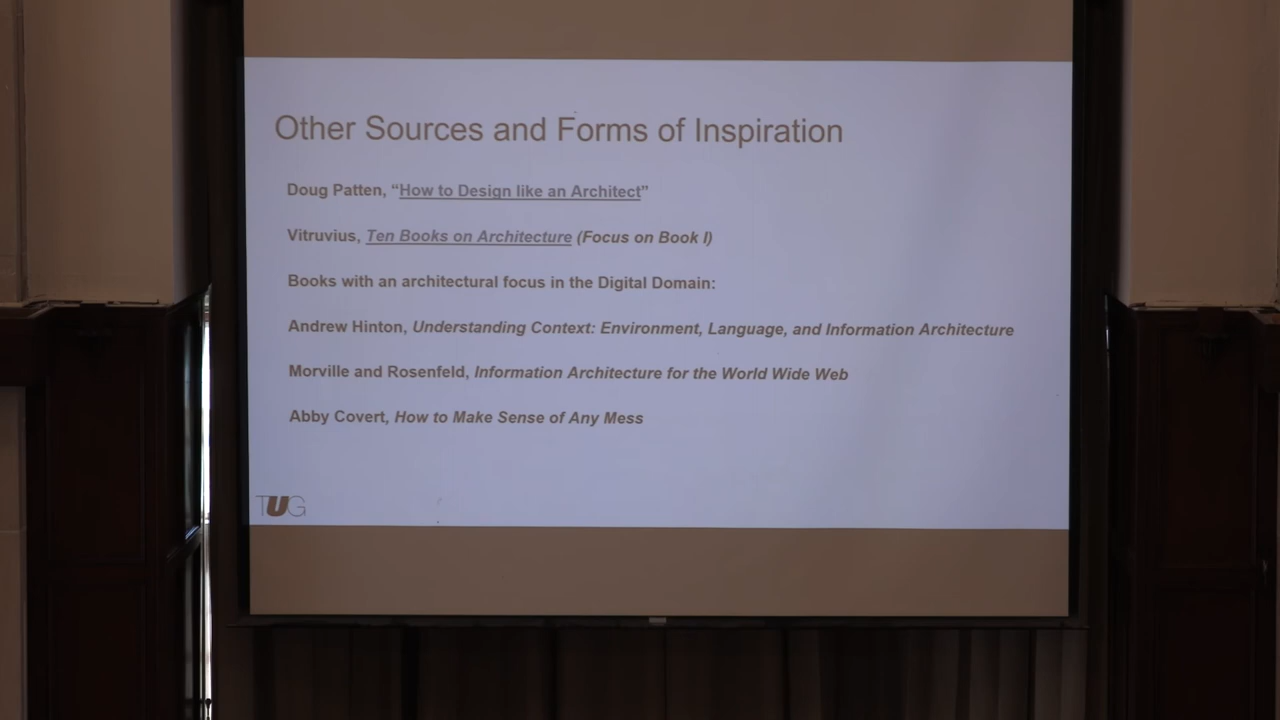 Other Sources and Forms of Inspiration
Doug Patten, “How to Design like an Architect”
Vitruvius, Ten Books on Architecture (Focus on Book I)
Books with an architectural focus in the Digital Domain:
Andrew Hinton, Understanding Context: Environment, Language, and Information Architecture
Morville and Rosenfeld, Information Architecture for the World Wide Web
Abby Covert, How to Make Sense of Any Mess
TUG